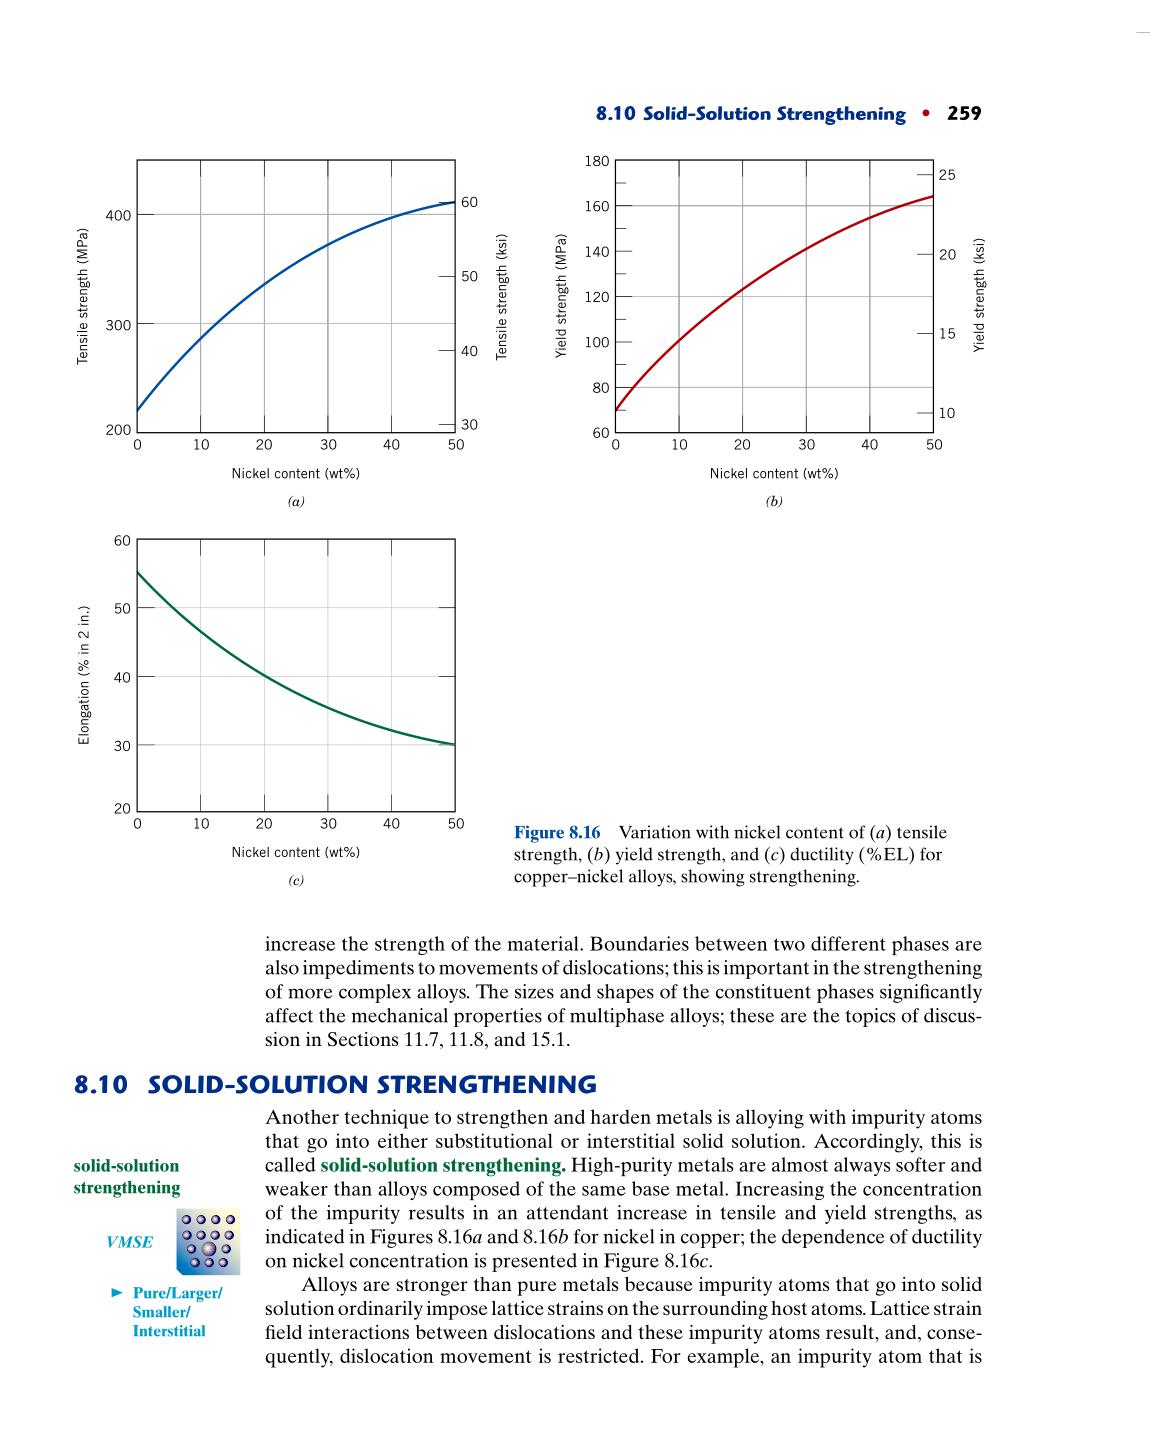 8.10 Solid-Solution Strengthening • 259
Tensile strength (MPa)
400
300
200
60
50
40
30
Tensile strength (ksi)
0 10 20 30 40 50
Nickel content (wt%)
(a)
Yield strength (MPa)
180
160
140
120
100
80
60
25
20
15
10
Yield strength (ksi)
0 10 20 30 40 50
Nickel content (wt%)
(b)
Elongation (% in 2 in.)
60
50
40
30
20
0 10 20 30 40 50
Nickel content (wt%)
(c)
Figure 8.16 Variation with nickel content of (a) tensile
strength, (b) yield strength, and (c) ductility (%EL) for
copper–nickel alloys, showing strengthening.
increase the strength of the material. Boundaries between two different phases are
also impediments to movements of dislocations; this is important in the strengthening
of more complex alloys. The sizes and shapes of the constituent phases significantly
affect the mechanical properties of multiphase alloys; these are the topics of discus-
sion in Sections 11.7, 11.8, and 15.1.
8.10 SOLID-SOLUTION STRENGTHENING
Another technique to strengthen and harden metals is alloying with impurity atoms
that go into either substitutional or interstitial solid solution. Accordingly, this is
called solid-solution strengthening. High-purity metals are almost always softer and
weaker than alloys composed of the same base metal. Increasing the concentration
of the impurity results in an attendant increase in tensile and yield strengths, as
indicated in Figures 8.16a and 8.16b for nickel in copper; the dependence of ductility
on nickel concentration is presented in Figure 8.16c.
solid-solution
strengthening
VMSE
► Pure/Larger/
Smaller/
Interstitial
Alloys are stronger than pure metals because impurity atoms that go into solid
solution ordinarily impose lattice strains on the surrounding host atoms. Lattice strain
field interactions between dislocations and these impurity atoms result, and, conse-
quently, dislocation movement is restricted. For example, an impurity atom that is